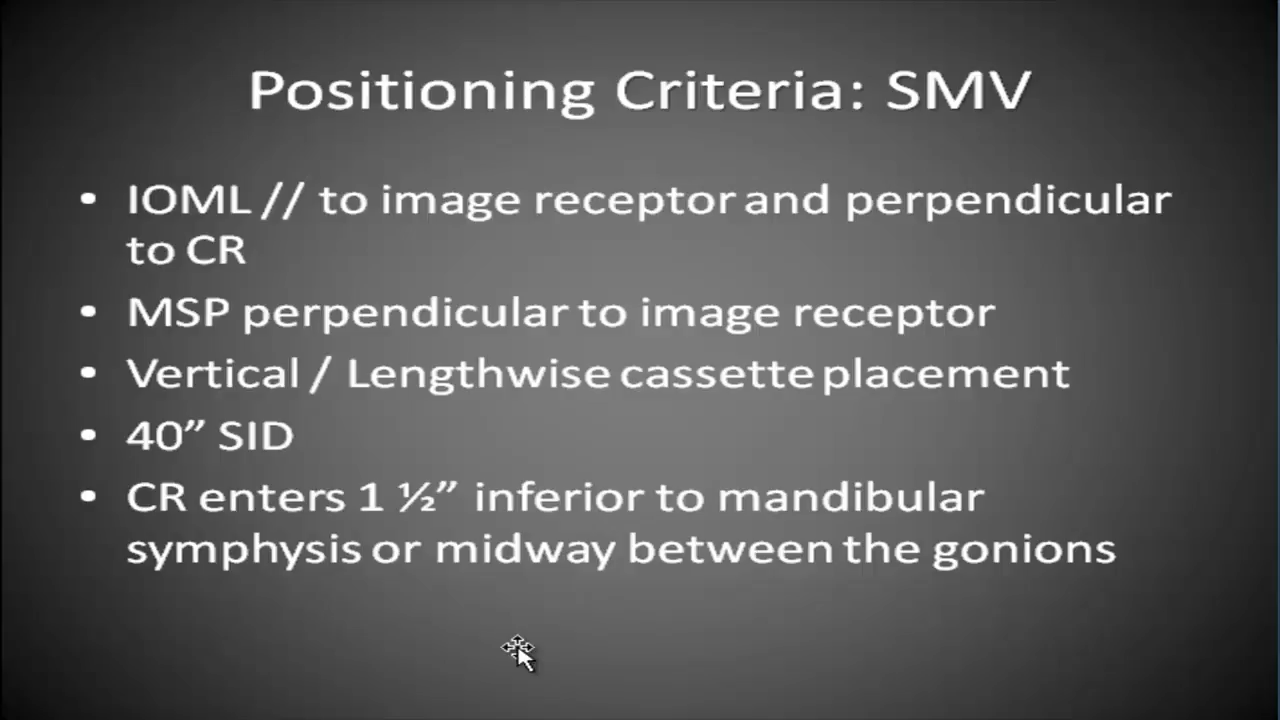 Positioning Criteria: SMV
• IOML // to image receptor and perpendicular
to CR
• MSP perpendicular to image receptor
• Vertical / Lengthwise cassette placement
• 40” SID
• CR enters 1 ½” inferior to mandibular
symphysis or midway between the gonions